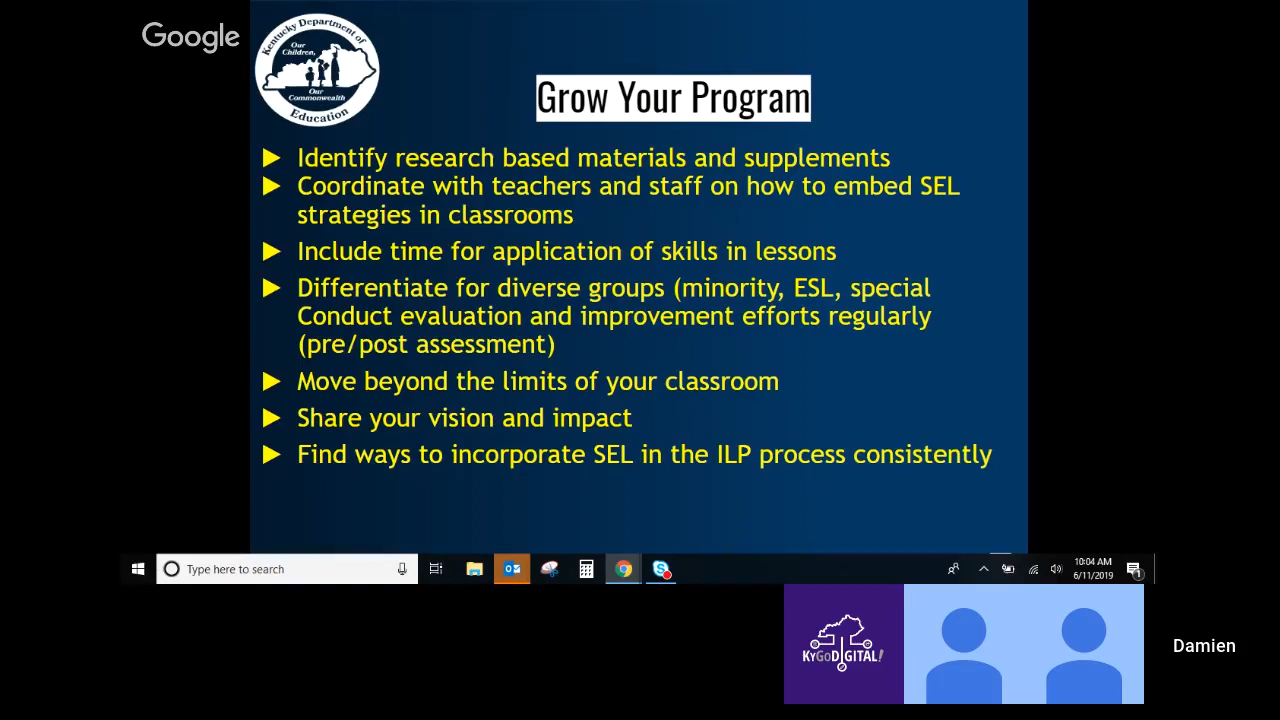 Google
Kentucky Department of
Our
Children,
Our
Commonwealth
Education
Grow Your Program
Identify research based materials and supplements
Coordinate with teachers and staff on how to embed SEL
strategies in classrooms
Include time for application of skills in lessons
Differentiate for diverse groups (minority, ESL, special
Conduct evaluation and improvement efforts regularly
(pre/post assessment)
Move beyond the limits of your classroom
Share your vision and impact
Find ways to incorporate SEL in the ILP process consistently
Type here to search
10:04 AM
6/11/2019
1
KYGODIGITAL!
Damien